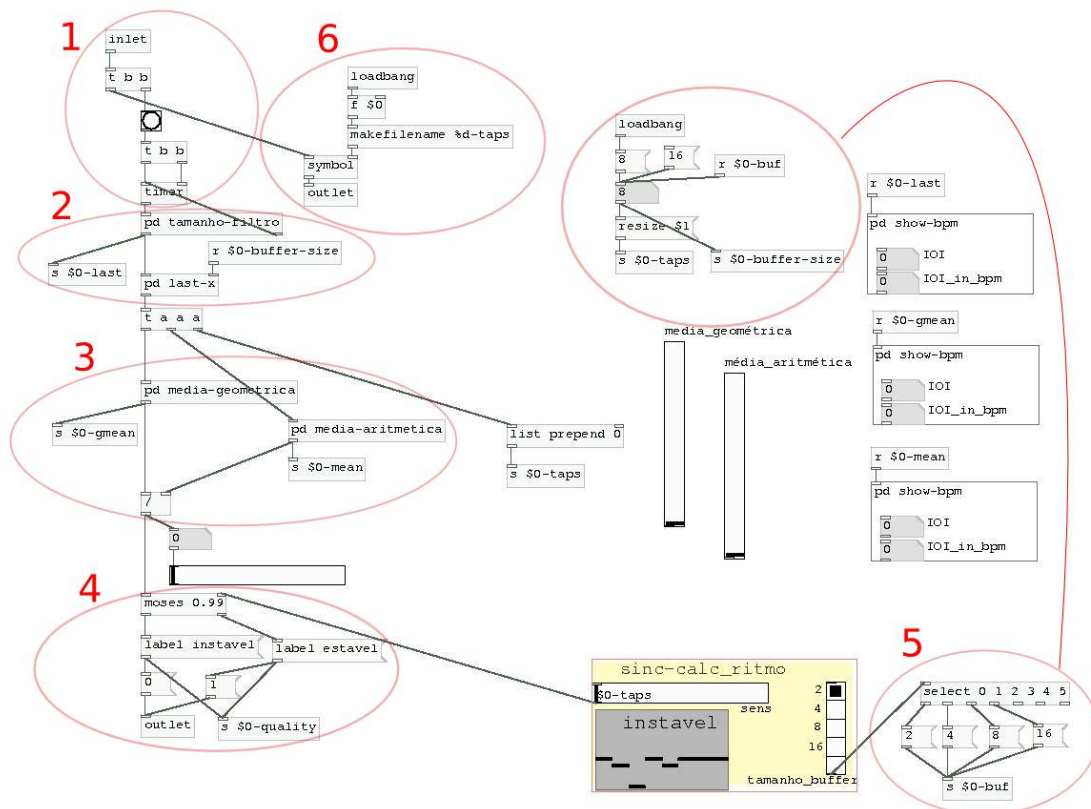 1
inlet
t b b
t b b
timer
6
loadbang
f $0
makefilename %d-taps
symbol
outlet
2
pd tamanho-filtro
r $0-buffer-size
s $0-last
pd last-x
t a a a
3
pd media-geometrica
s $0-gmean
pd media-aritmetica
s $0-mean
/
0
list prepend 0
s $0-taps
4
moses 0.99
label instavel
label estavel
0
1
outlet
s $0-quality
loadbang
8
16
r $0-buf
8
resize $1
s $0-taps
s $0-buffer-size
media_geométrica
média_aritmética
r $0-last
pd show-bpm
0
IOI
0
IOI_in_bpm
r $0-gmean
pd show-bpm
0
IOI
0
IOI_in_bpm
r $0-mean
pd show-bpm
0
IOI
0
IOI_in_bpm
sinc-calc_ritmo
$0-taps
sens
instavel
2
4
8
16
tamanho_buffer
5
select 0 1 2 3 4 5
2
4
8
16
s $0-buf